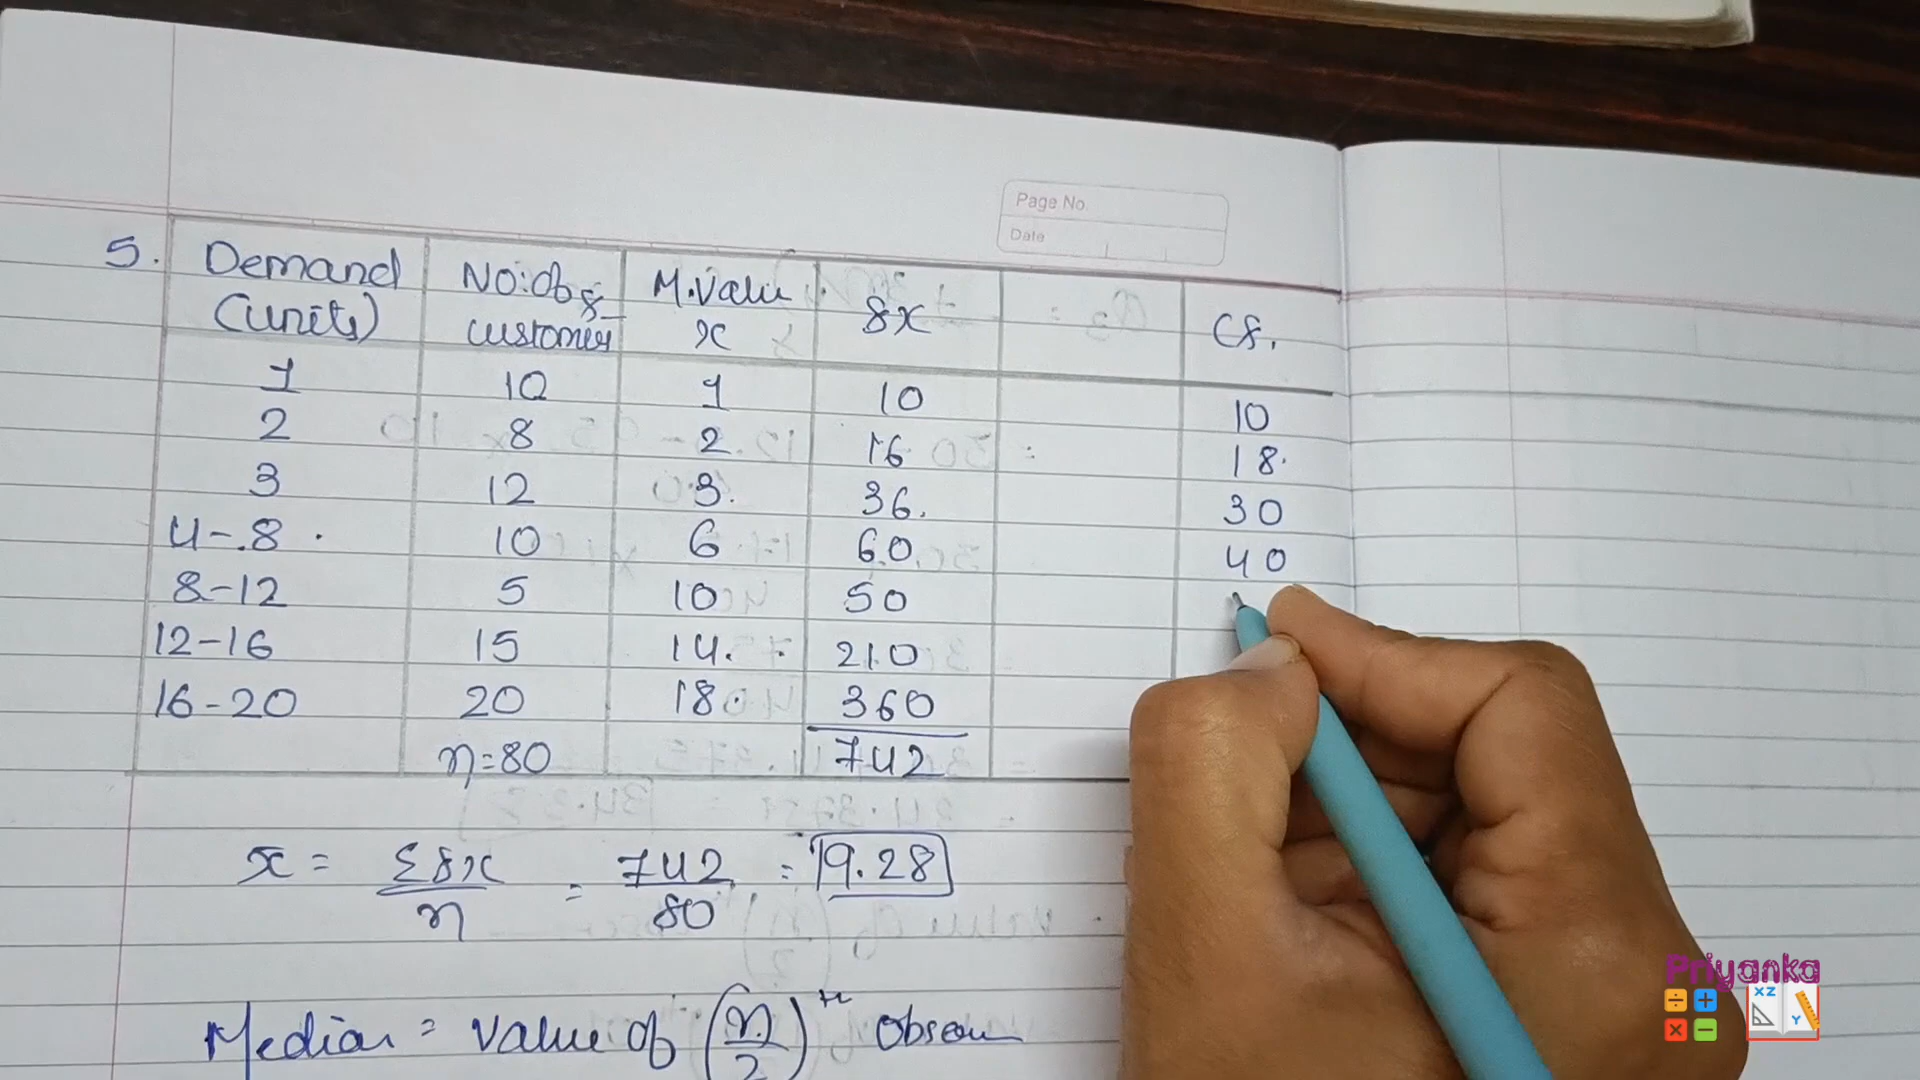 Page No.
Date
5. Demand No: Of f M. Value fx Cf.
(units) customers x
1 10 1 10 10
2 8 2 16 18.
3 12 3. 36. 30
4-.8 . 10 6 60 40
8-12 5 10 50
12-16 15 14. 210
16-20 20 18. 360
n=80 742
x = Σfx/n = 742/80 = 9.28
Median = Value of (n/2)th Obser
Priyanka
XZ
Y